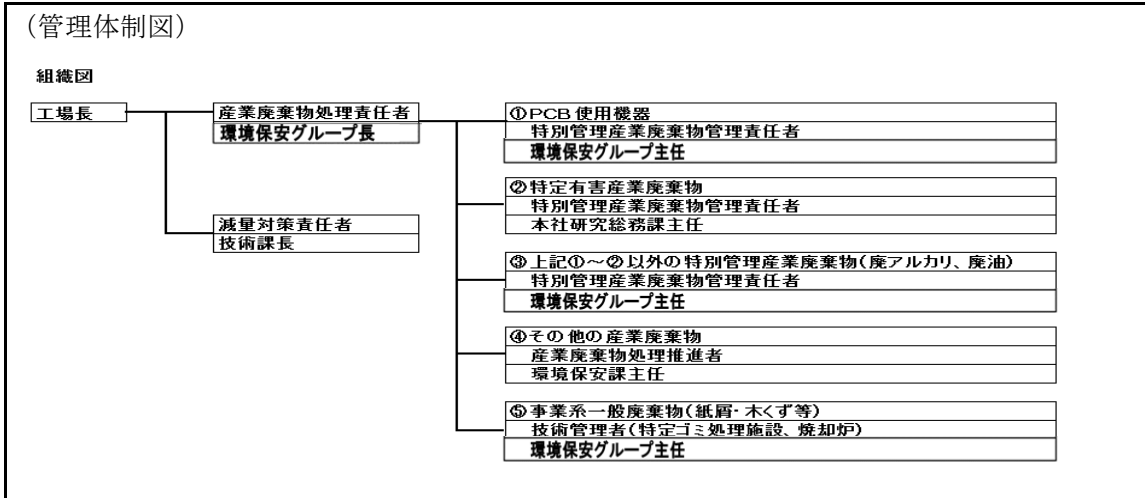 (管理体制図)
組織図
工場長
産業廃棄物処理責任者
環境保安グループ長
減量対策責任者
技術課長
①PCB使用機器
特別管理産業廃棄物管理責任者
環境保安グループ主任
②特定有害産業廃棄物
特別管理産業廃棄物管理責任者
本社研究総務課主任
③上記①～②以外の特別管理産業廃棄物(廃アルカリ、廃油)
特別管理産業廃棄物管理責任者
環境保安グループ主任
④その他の産業廃棄物
産業廃棄物処理推進者
環境保安課主任
⑤事業系一般廃棄物(紙屑・木くず等)
技術管理者(特定ゴミ処理施設、焼却炉)
環境保安グループ主任